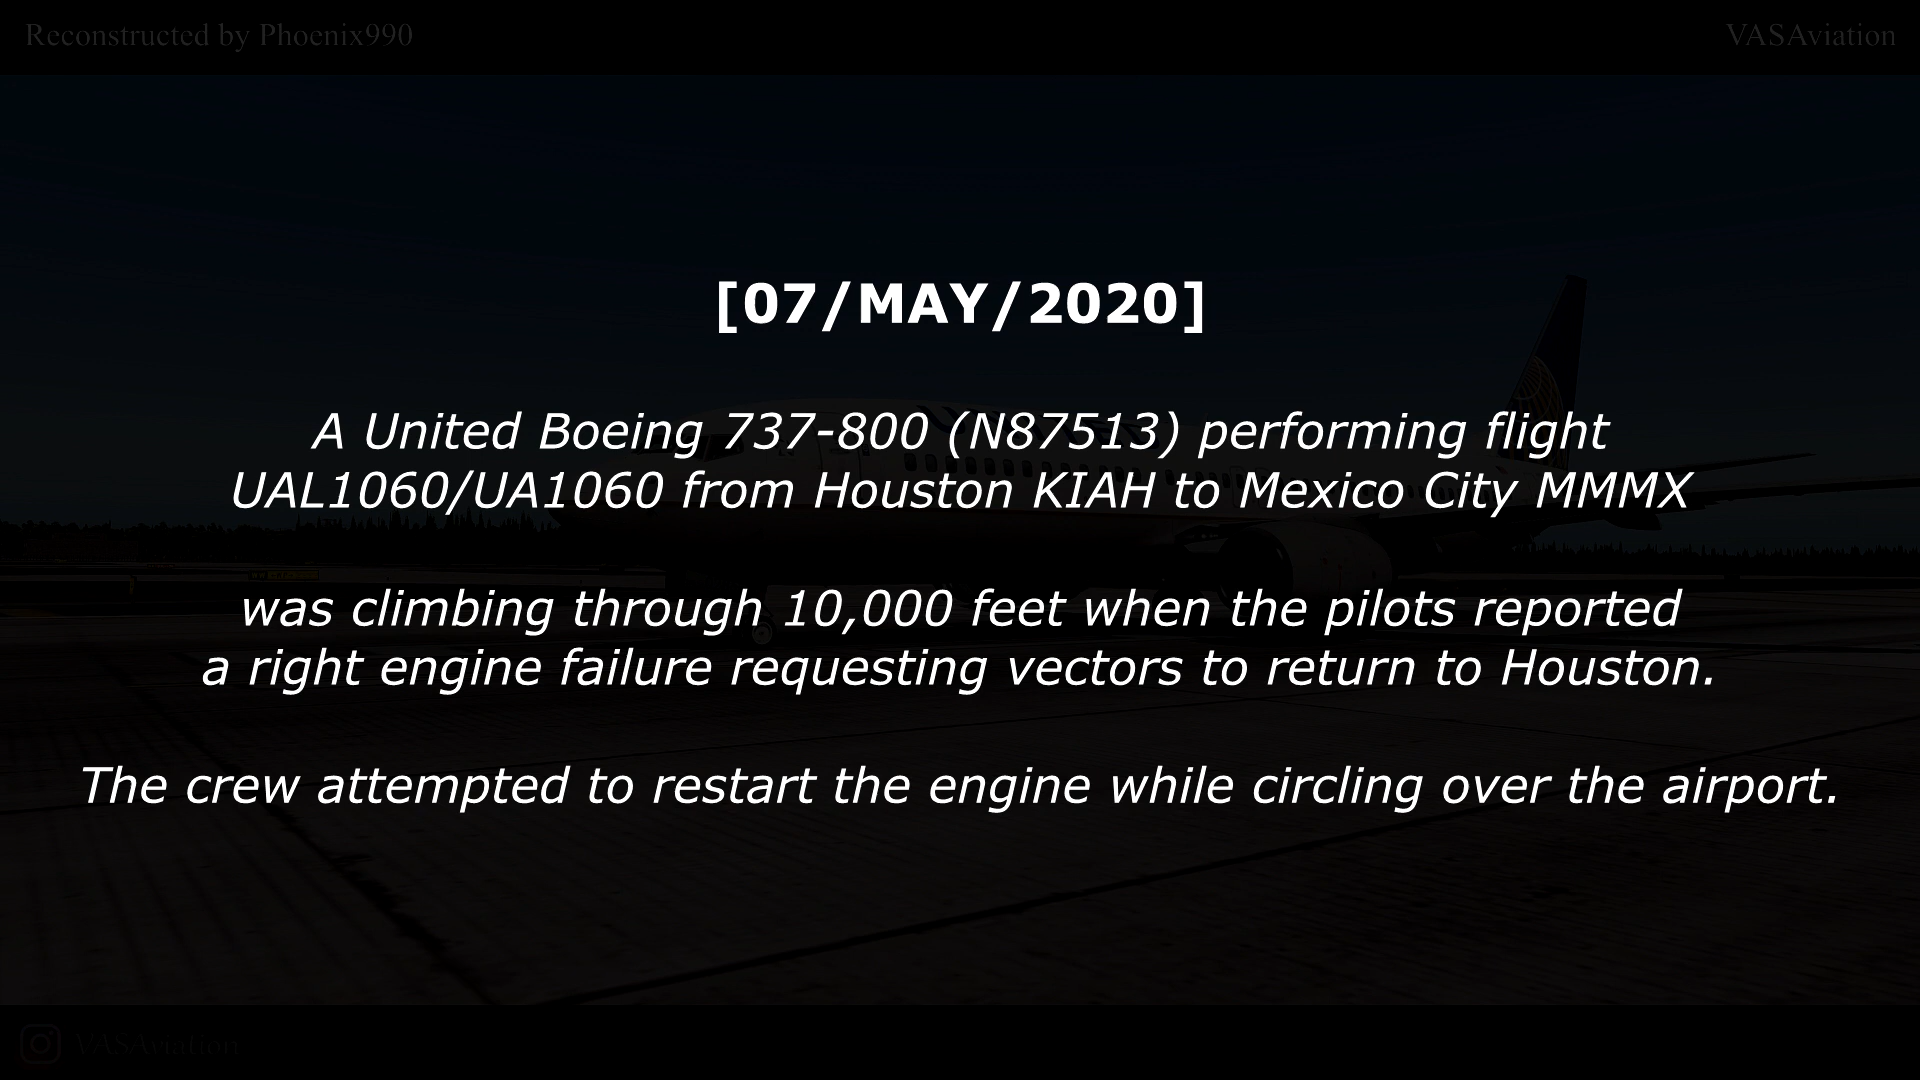 Reconstructed by Phoenix990
VASAviation
[07/MAY/2020]
A United Boeing 737-800 (N87513) performing flight
UAL1060/UA1060 from Houston KIAH to Mexico City MMMX
was climbing through 10,000 feet when the pilots reported
a right engine failure requesting vectors to return to Houston.
The crew attempted to restart the engine while circling over the airport.
VASAviation